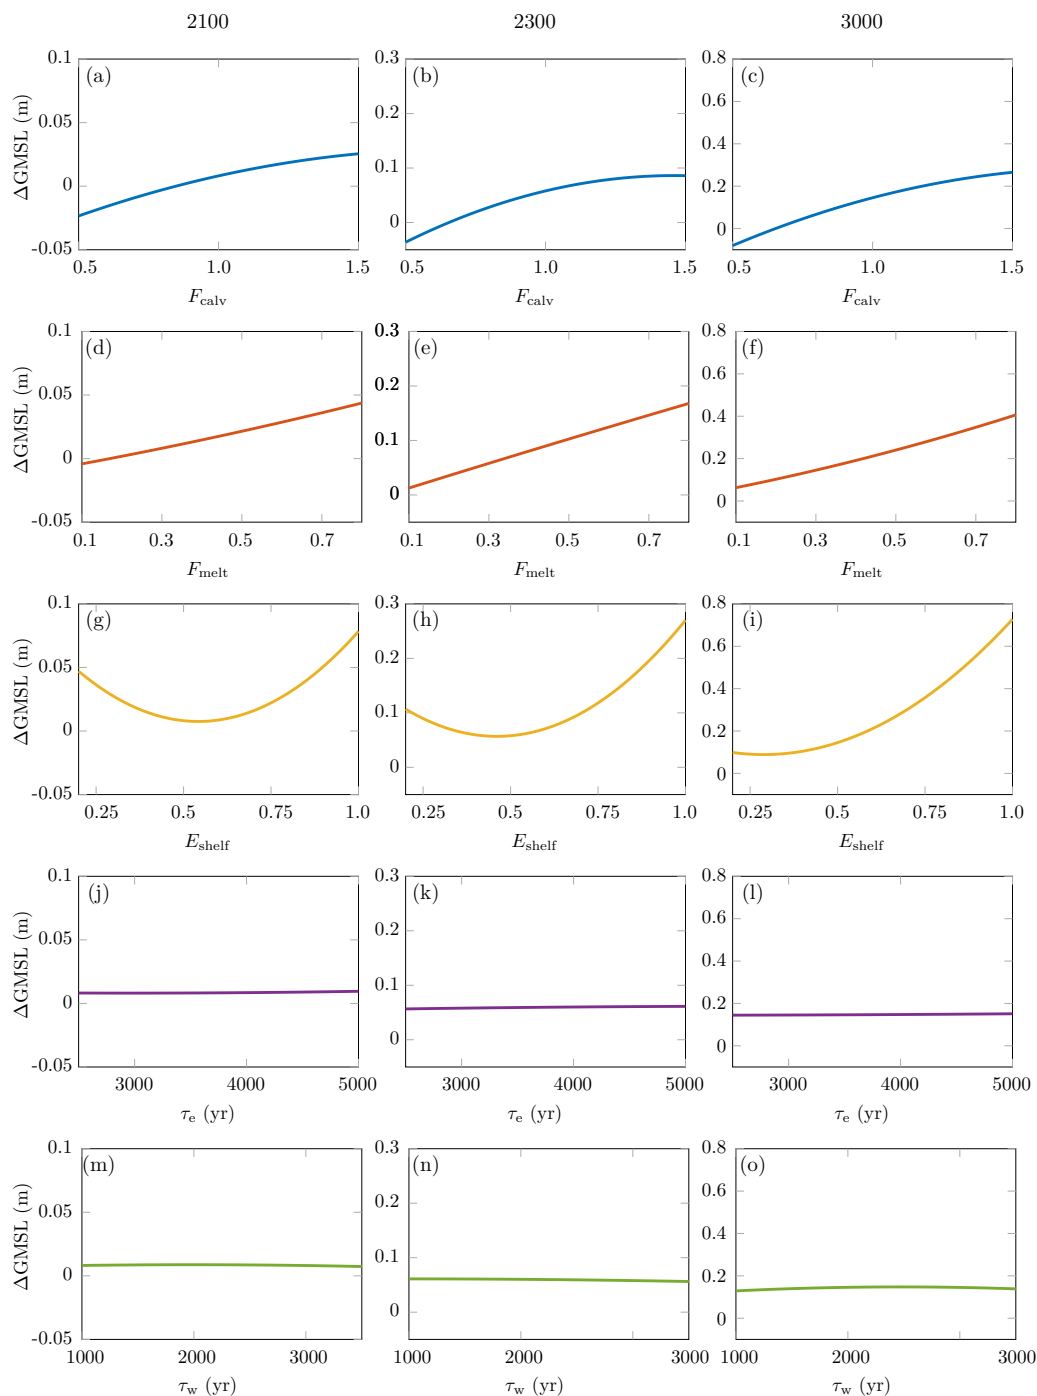 2100 2300 3000
0.1 0.3 0.8
(a) (b) (c)
0.6
0.05 0.2
0.4
ΔGMSL (m)
0 0.1 0.2
0 0
-0.05
0.5 1.0 1.5 0.5 1.0 1.5 0.5 1.0 1.5
F_calv F_calv F_calv
0.1 0.3 0.8
(d) (e) (f)
0.6
0.05 0.2
0.4
ΔGMSL (m)
0 0.1 0.2
0 0
-0.05
0.1 0.3 0.5 0.7 0.1 0.3 0.5 0.7 0.1 0.3 0.5 0.7
F_melt F_melt F_melt
0.1 0.3 0.8
(g) (h) (i)
0.6
0.05 0.2
0.4
ΔGMSL (m)
0 0.1 0.2
0 0
-0.05
0.25 0.5 0.75 1.0 0.25 0.5 0.75 1.0 0.25 0.5 0.75 1.0
E_shelf E_shelf E_shelf
0.1 0.3 0.8
(j) (k) (l)
0.6
0.05 0.2
0.4
ΔGMSL (m)
0 0.1 0.2
0 0
-0.05
3000 4000 5000 3000 4000 5000 3000 4000 5000
τ_e (yr) τ_e (yr) τ_e (yr)
0.1 0.3 0.8
(m) (n) (o)
0.6
0.05 0.2
0.4
ΔGMSL (m)
0 0.1 0.2
0 0
-0.05
1000 2000 3000 1000 2000 3000 1000 2000 3000
τ_w (yr) τ_w (yr) τ_w (yr)